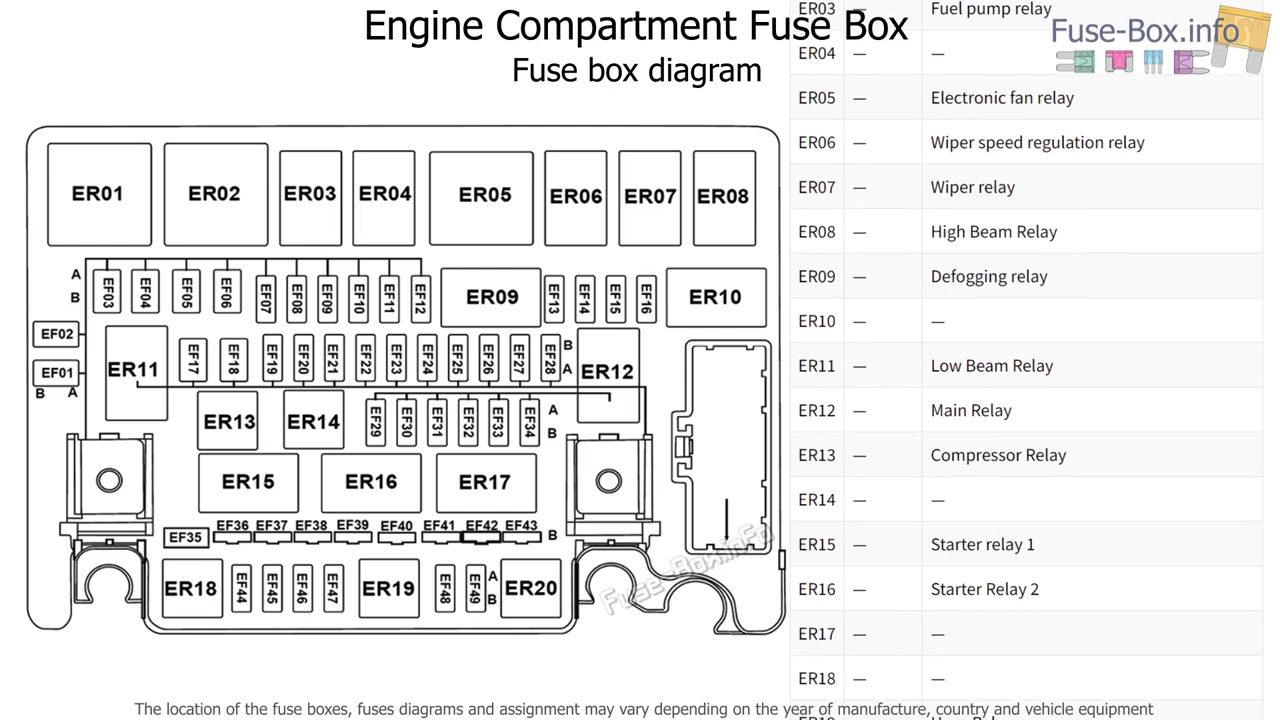 Engine Compartment Fuse Box
Fuse box diagram
Fuse-Box.info
ER01 ER02 ER03 ER04 ER05 ER06 ER07 ER08
A
B
EF03 EF04 EF05 EF06 EF07 EF08 EF09 EF10 EF11 EF12 ER09 EF13 EF14 EF15 EF16 ER10
EF02
EF01
B A
ER11 EF17 EF18 EF19 EF20 EF21 EF22 EF23 EF24 EF25 EF26 EF27 EF28 B A ER12
ER13 ER14 EF29 EF30 EF31 EF32 EF33 EF34 A B
ER15 ER16 ER17
EF35 EF36 EF37 EF38 EF39 EF40 EF41 EF42 EF43 B
ER18 EF44 EF45 EF46 EF47 ER19 EF48 EF49 A B ER20
Fuse-Box.inFo
ER03 — Fuel pump relay
ER04 — —
ER05 — Electronic fan relay
ER06 — Wiper speed regulation relay
ER07 — Wiper relay
ER08 — High Beam Relay
ER09 — Defogging relay
ER10 — —
ER11 — Low Beam Relay
ER12 — Main Relay
ER13 — Compressor Relay
ER14 — —
ER15 — Starter relay 1
ER16 — Starter Relay 2
ER17 — —
ER18 — —
The location of the fuse boxes, fuses diagrams and assignment may vary depending on the year of manufacture, country and vehicle equipment